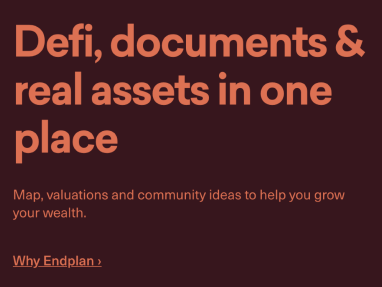 Defi, documents &
real assets in one
place
Map, valuations and community ideas to help you grow
your wealth.
Why Endplan ›